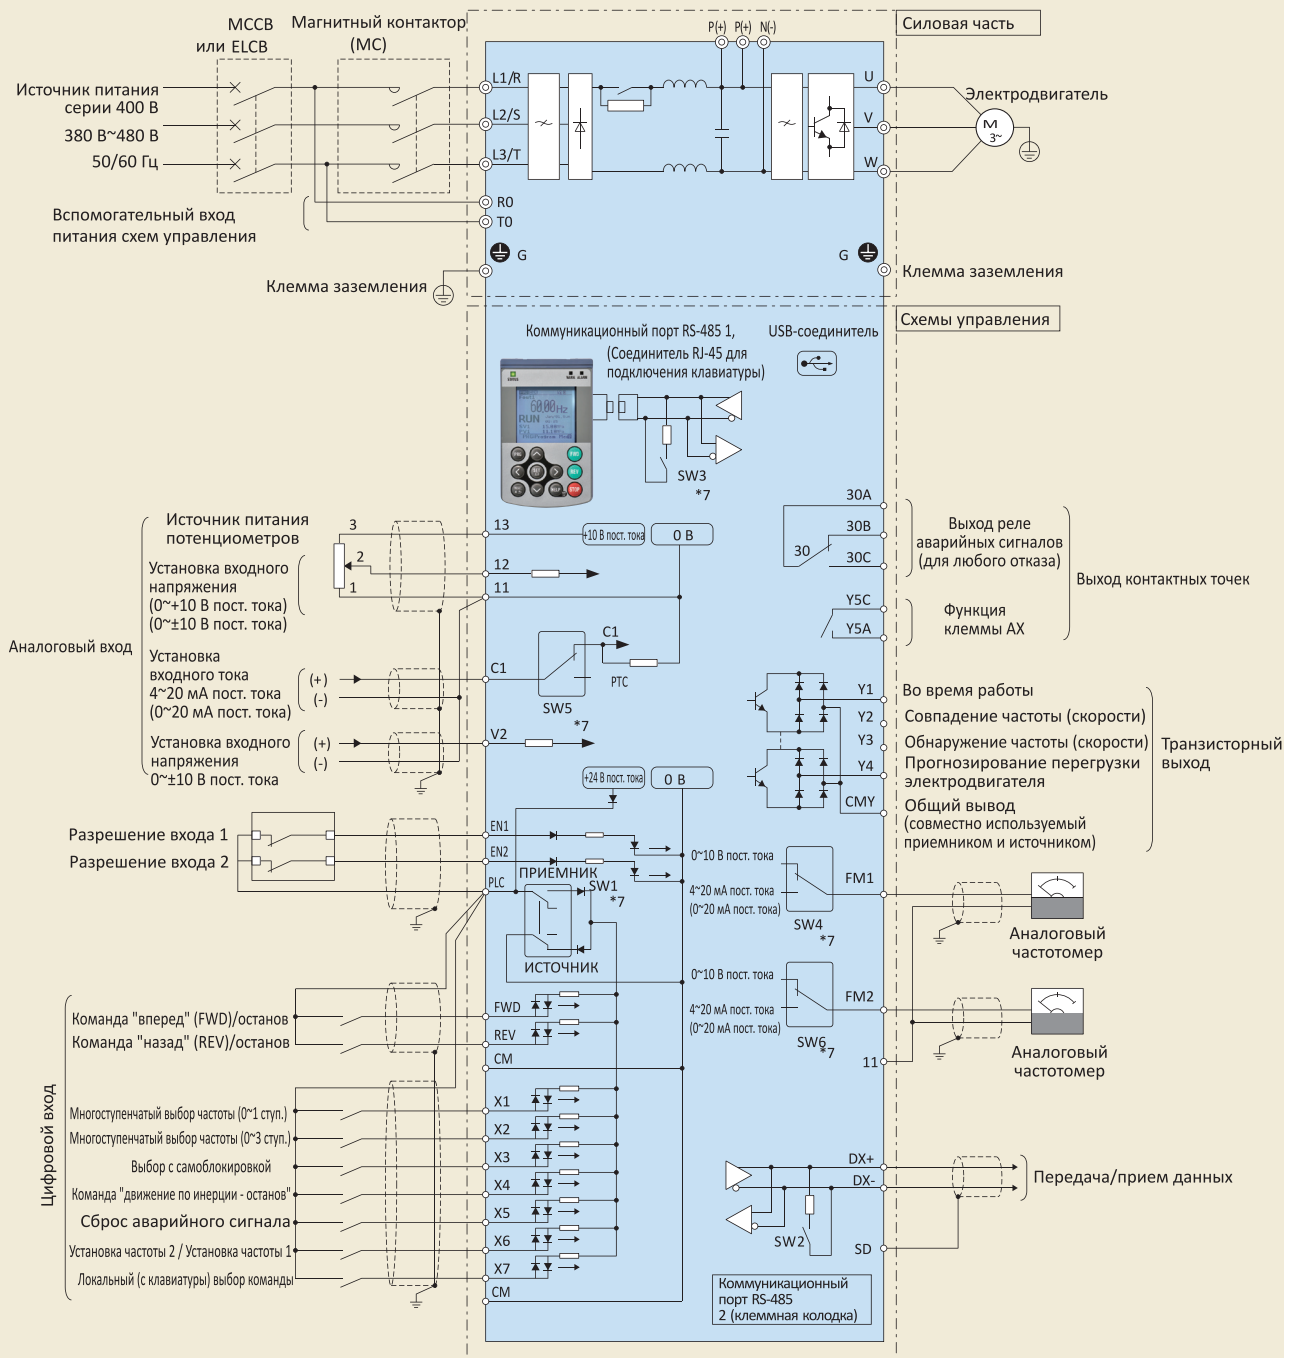 MCCB
или ELCB
Магнитный контактор
(MC)
P(+)
P(+)
N(-)
Силовая часть
Источник питания
серии 400 В
380 В~480 В
50/60 Гц
L1/R
L2/S
L3/T
U
V
W
Электродвигатель
M
3~
R0
T0
Вспомогательный вход
питания схем управления
G
G
Клемма заземления
Клемма заземления
Схемы управления
Коммуникационный порт RS-485 1,
(Соединитель RJ-45 для
подключения клавиатуры)
USB-соединитель
60.00Hz
RUN
STOP
SW3
*7
30A
30B
30C
30
Выход реле
аварийных сигналов
(для любого отказа)
Y5C
Y5A
Функция
клеммы AX
Выход контактных точек
Аналоговый вход
Источник питания
потенциометров
3
2
1
13
12
11
+10 В пост. тока
0 В
Установка входного
напряжения
(0~+10 В пост. тока)
(0~±10 В пост. тока)
Установка
входного тока
4~20 мА пост. тока
(0~20 мА пост. тока)
(+)
(-)
C1
C1
PTC
SW5
*7
Установка входного
напряжения
0~±10 В пост. тока
(+)
(-)
V2
+24 В пост. тока
0 В
Y1
Y2
Y3
Y4
CMY
Во время работы
Совпадение частоты (скорости)
Обнаружение частоты (скорости)
Прогнозирование перегрузки
электродвигателя
Общий вывод
(совместно используемый
приемником и источником)
Транзисторный
выход
Разрешение входа 1
Разрешение входа 2
EN1
EN2
PLC
ПРИЕМНИК
SW1
*7
ИСТОЧНИК
0~10 В пост. тока
4~20 мА пост. тока
(0~20 мА пост. тока)
SW4
*7
FM1
Аналоговый
частотомер
0~10 В пост. тока
4~20 мА пост. тока
(0~20 мА пост. тока)
SW6
*7
FM2
11
Аналоговый
частотомер
Цифровой вход
Команда "вперед" (FWD)/останов
Команда "назад" (REV)/останов
FWD
REV
CM
Многоступенчатый выбор частоты (0~1 ступ.)
Многоступенчатый выбор частоты (0~3 ступ.)
Выбор с самоблокировкой
Команда "движение по инерции - останов"
Сброс аварийного сигнала
Установка частоты 2 / Установка частоты 1
Локальный (с клавиатуры) выбор команды
X1
X2
X3
X4
X5
X6
X7
CM
DX+
DX-
SW2
SD
Передача/прием данных
Коммуникационный
порт RS-485
2 (клеммная колодка)